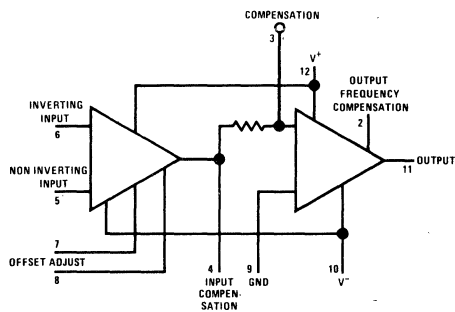 COMPENSATION
3
V+
12
OUTPUT
FREQUENCY
COMPENSATION
2
INVERTING
INPUT
6
NON INVERTING
INPUT
5
OUTPUT
11
7
OFFSET ADJUST
8
4
INPUT
COMPEN-
SATION
9
GND
10
V-